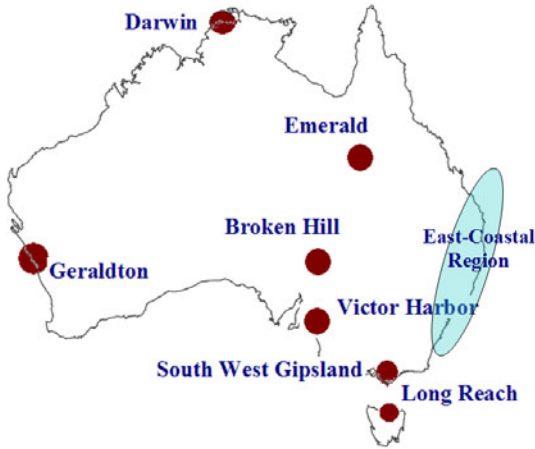 Darwin
Emerald
Broken Hill
East-Coastal
Region
Geraldton
Victor Harbor
South West Gipsland
Long Reach